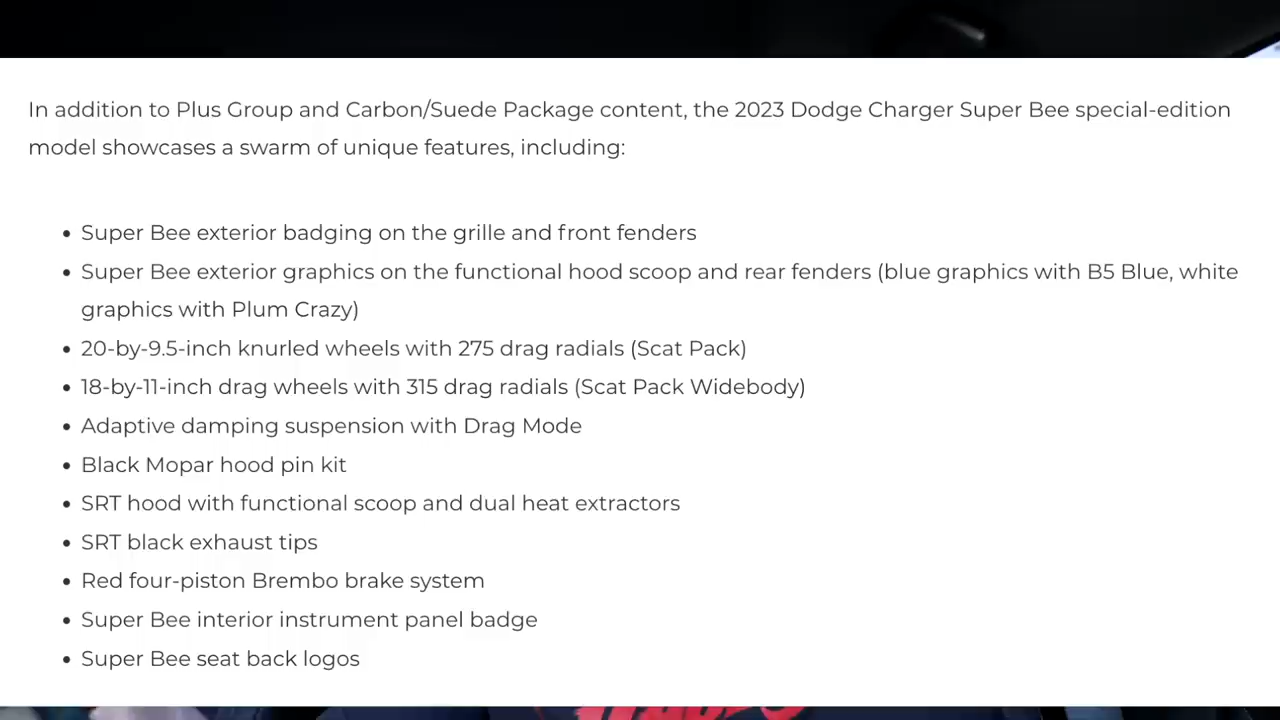 In addition to Plus Group and Carbon/Suede Package content, the 2023 Dodge Charger Super Bee special-edition
model showcases a swarm of unique features, including:
• Super Bee exterior badging on the grille and front fenders
• Super Bee exterior graphics on the functional hood scoop and rear fenders (blue graphics with B5 Blue, white
graphics with Plum Crazy)
• 20-by-9.5-inch knurled wheels with 275 drag radials (Scat Pack)
• 18-by-11-inch drag wheels with 315 drag radials (Scat Pack Widebody)
• Adaptive damping suspension with Drag Mode
• Black Mopar hood pin kit
• SRT hood with functional scoop and dual heat extractors
• SRT black exhaust tips
• Red four-piston Brembo brake system
• Super Bee interior instrument panel badge
• Super Bee seat back logos